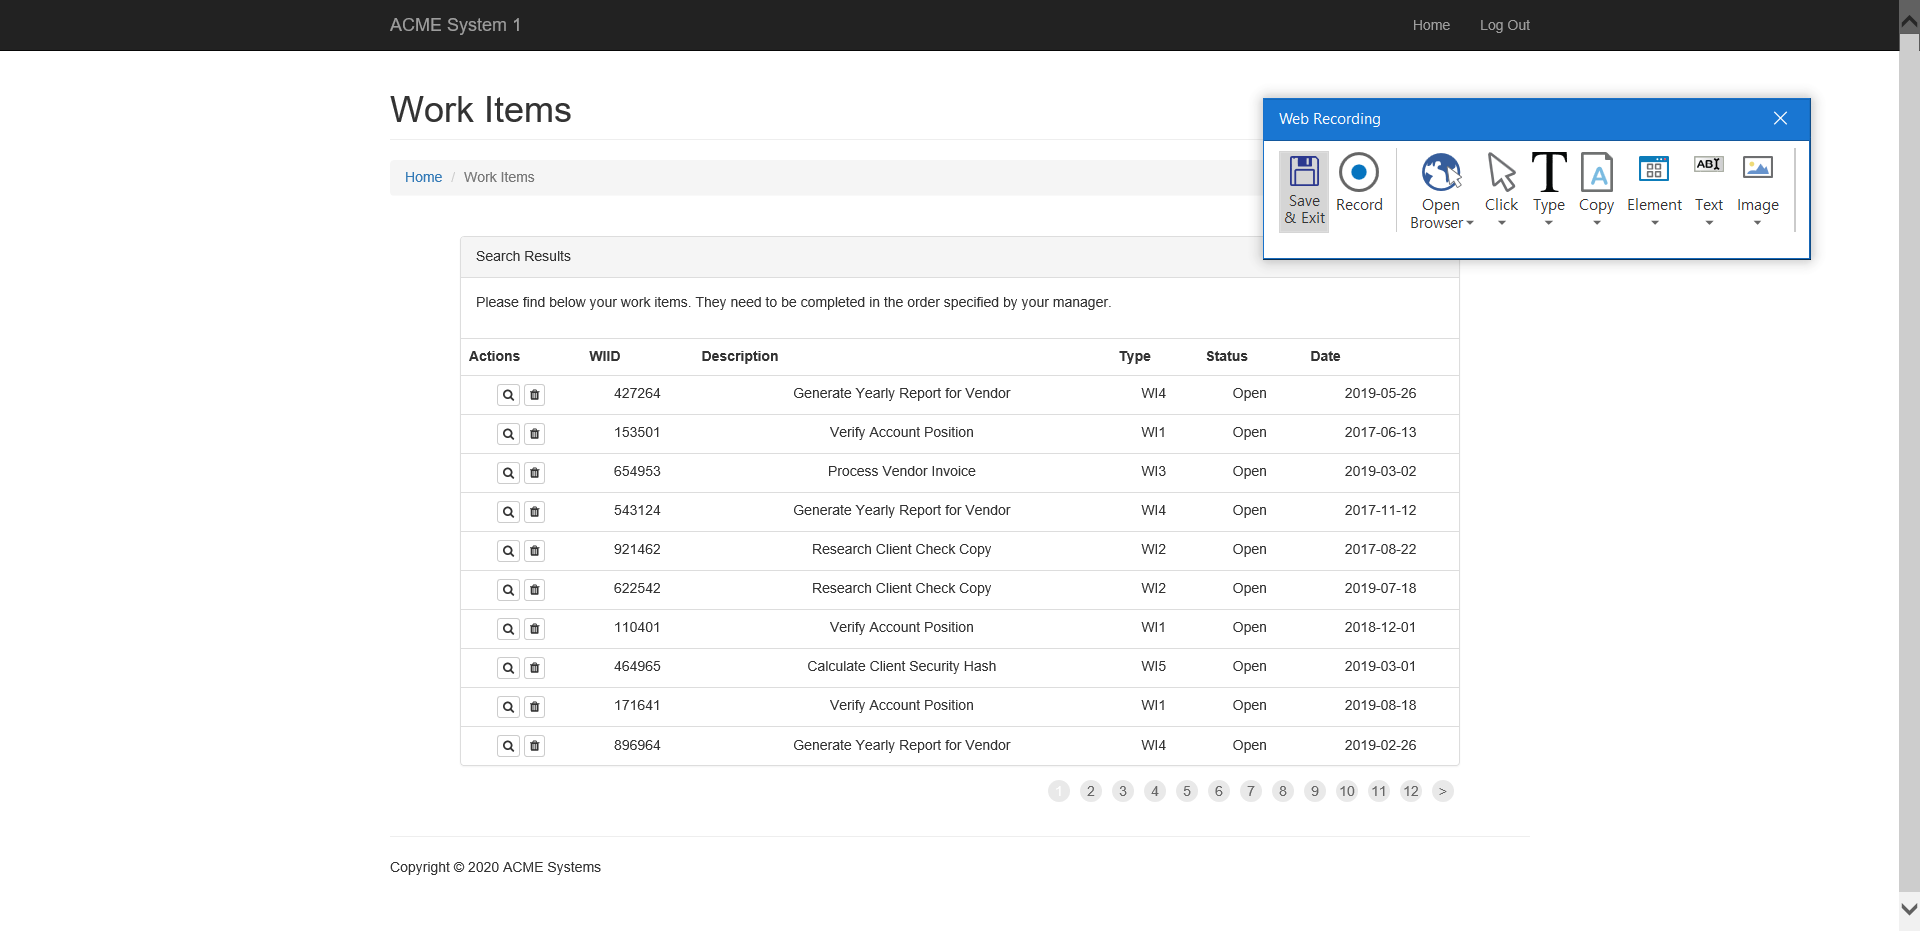 ACME System 1 Home Log Out
Work Items
Web Recording
Home / Work Items
Save & Exit Record Open Browser Click Type Copy Element Text Image
ABI
A
Search Results
Please find below your work items. They need to be completed in the order specified by your manager.
Actions WIID Description Type Status Date
427264 Generate Yearly Report for Vendor WI4 Open 2019-05-26
153501 Verify Account Position WI1 Open 2017-06-13
654953 Process Vendor Invoice WI3 Open 2019-03-02
543124 Generate Yearly Report for Vendor WI4 Open 2017-11-12
921462 Research Client Check Copy WI2 Open 2017-08-22
622542 Research Client Check Copy WI2 Open 2019-07-18
110401 Verify Account Position WI1 Open 2018-12-01
464965 Calculate Client Security Hash WI5 Open 2019-03-01
171641 Verify Account Position WI1 Open 2019-08-18
896964 Generate Yearly Report for Vendor WI4 Open 2019-02-26
1 2 3 4 5 6 7 8 9 10 11 12 >
Copyright © 2020 ACME Systems